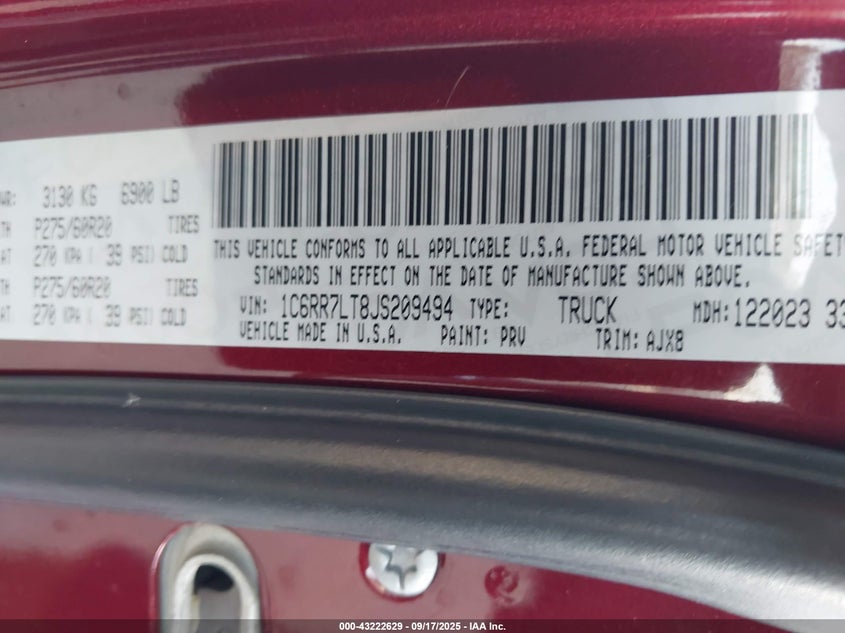 WR: 3130 KG 6900 LB
TH P275/60R20 TIRES
AT 270 KPA ( 39 PSI) COLD
TH P275/60R20 TIRES
AT 270 KPA ( 39 PSI) COLD
THIS VEHICLE CONFORMS TO ALL APPLICABLE U.S.A. FEDERAL MOTOR VEHICLE SAFET
STANDARDS IN EFFECT ON THE DATE OF MANUFACTURE SHOWN ABOVE.
VIN: 1C6RR7LT8JS209494 TYPE: TRUCK MDH:122023 33
VEHICLE MADE IN U.S.A. PAINT: PRV TRIM: AJX8
000-43222629 - 09/17/2025 - IAA Inc.